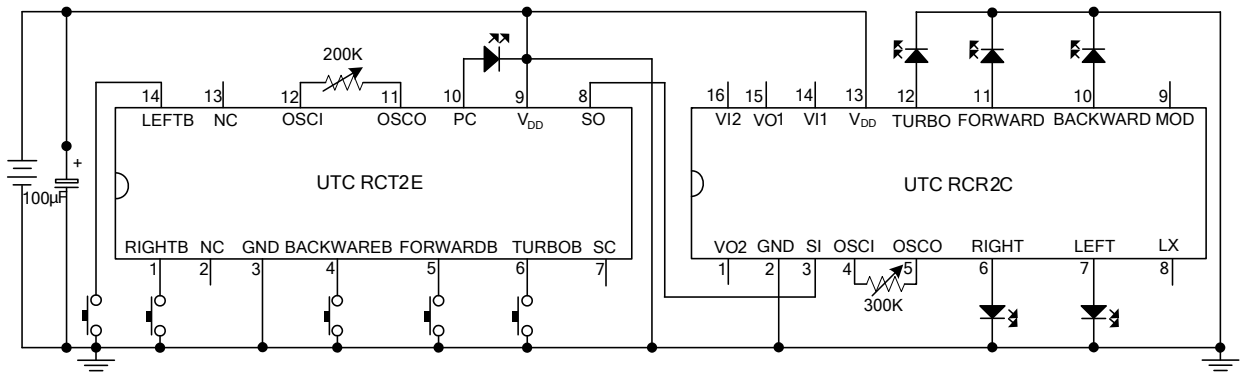 200K
14 13 12 11 10 9 8
LEFTB NC OSCI OSCO PC VDD SO
UTC RCT2E
RIGHTB NC GND BACKWAREB FORWARDB TURBOB SC
1 2 3 4 5 6 7
+
100µF
16 15 14 13 12 11 10 9
VI2 VO1 VI1 VDD TURBO FORWARD BACKWARD MOD
UTC RCR2C
VO2 GND SI OSCI OSCO RIGHT LEFT LX
1 2 3 4 5 6 7 8
300K